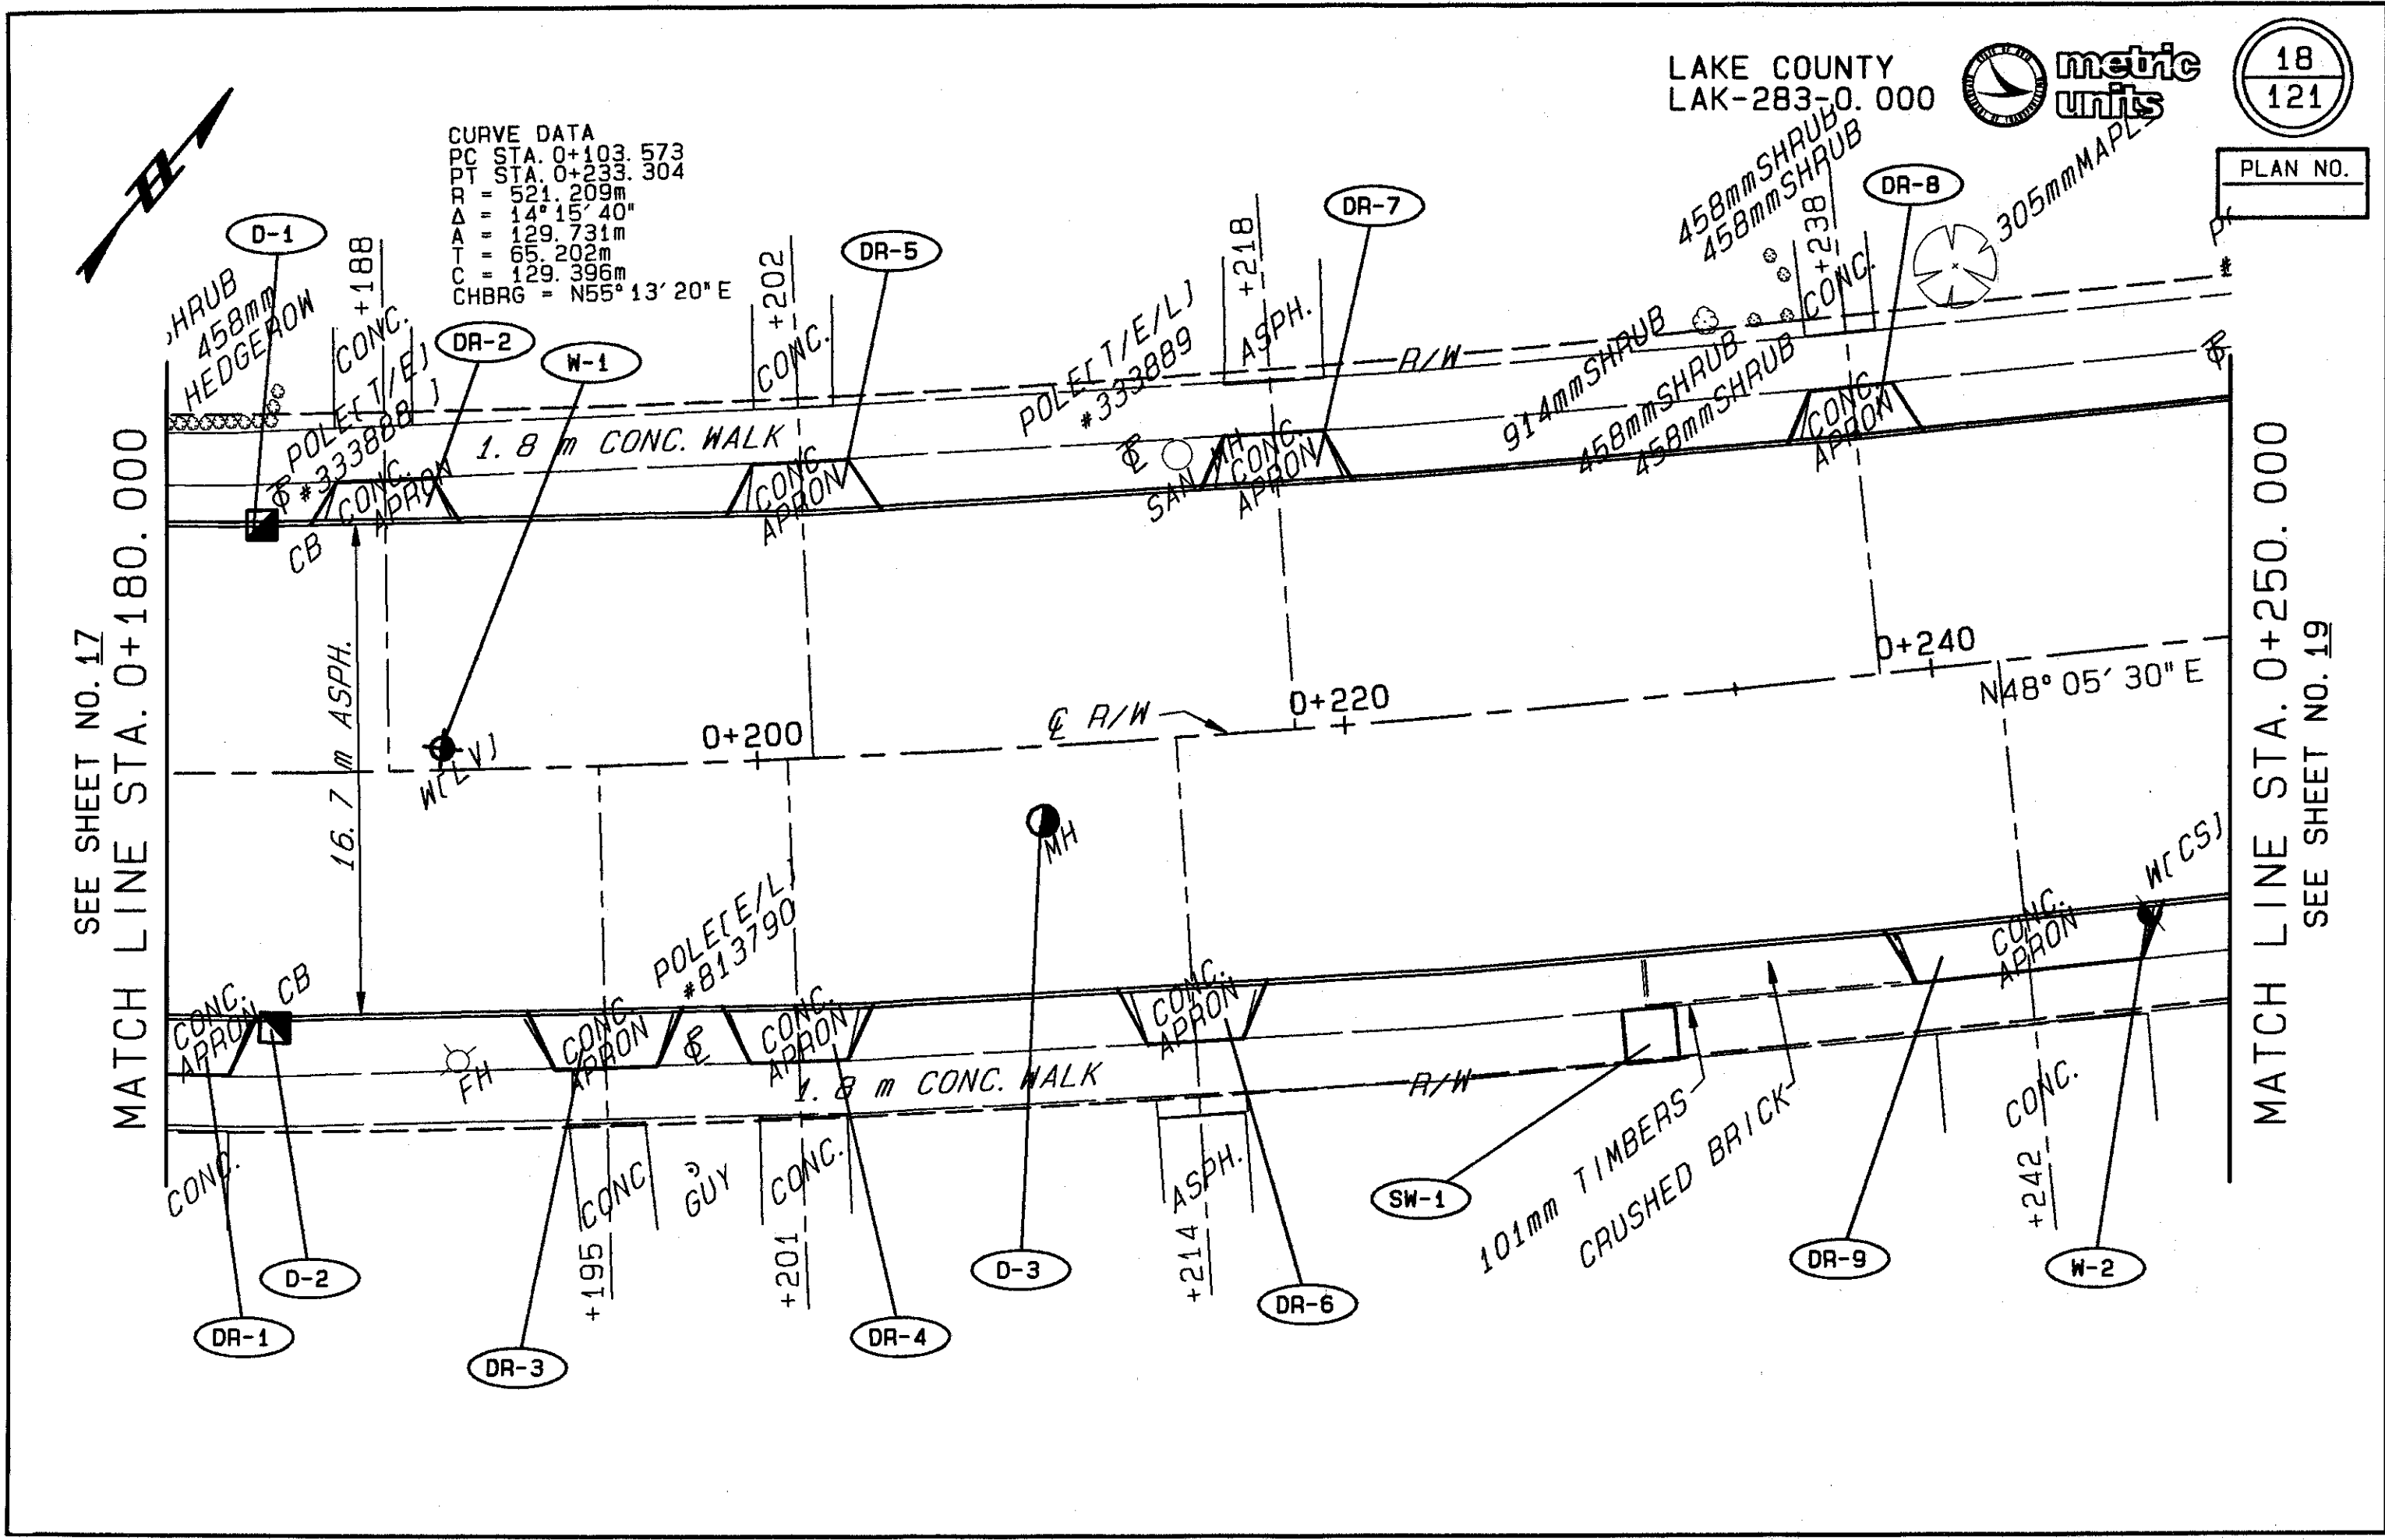 LAKE COUNTY
LAK-283-0.000
metric
units
18
121
PLAN NO.
CURVE DATA
PC STA. 0+103.573
PT STA. 0+233.304
R = 521.209m
Δ = 14°15'40"
A = 129.731m
T = 65.202m
C = 129.396m
CHBRG = N55°13'20"E
D-1
+188
DR-2
W-1
+202
DR-5
+218
DR-7
458mmSHRUB
458mmSHRUB
+238
DR-8
305mmMAPL
HRUB
458mm
HEDGEROW
CONC.
POLE[T/E]
#333888
CONC.
APRON
CB
1.8 m CONC. WALK
CONC.
CONC.
APRON
POLE[T/E/L]
#333889
ASPH.
SAN MH
CONC.
APRON
R/W
914mmSHRUB
458mmSHRUB
458mmSHRUB
CONC.
CONC.
APRON
SEE SHEET NO. 17
MATCH LINE STA. 0+180.000
16.7 m ASPH.
W[LV]
0+200
℄ R/W
0+220
0+240
N48°05'30"E
MATCH LINE STA. 0+250.000
SEE SHEET NO. 19
MH
POLE[E/L]
#813790
W[CS]
CONC.
APRON
CB
FH
CONC.
APRON
CONC.
APRON
1.8 m CONC. WALK
CONC.
APRON
R/W
CONC.
APRON
CONC.
CONC
GUY
CONC.
ASPH.
101mm TIMBERS
CRUSHED BRICK
CONC.
+195
+201
+214
+242
DR-1
D-2
DR-3
DR-4
D-3
DR-6
SW-1
DR-9
W-2